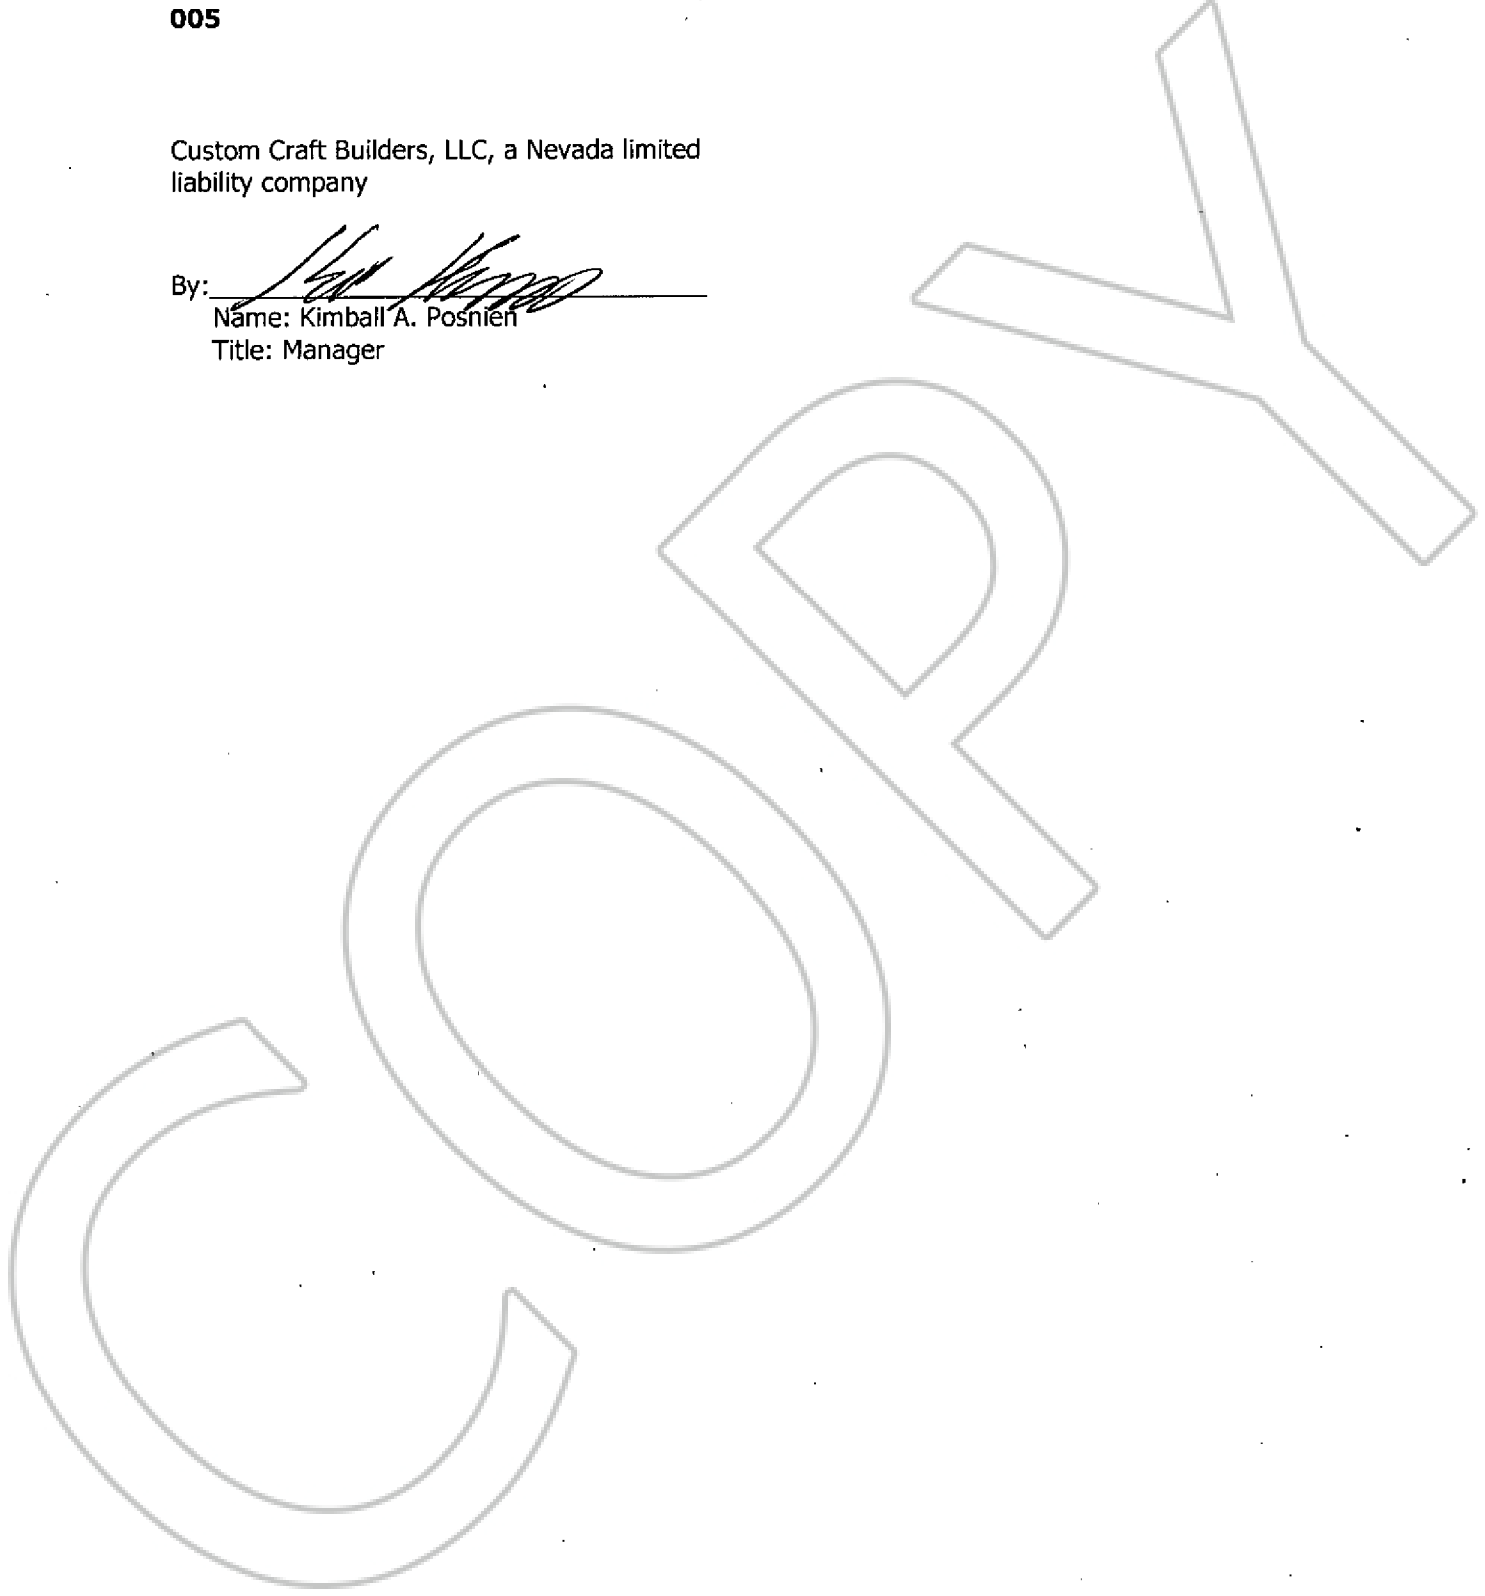 005
Custom Craft Builders, LLC, a Nevada limited
liability company
By:
Name: Kimball A. Posnien
Title: Manager
COPY